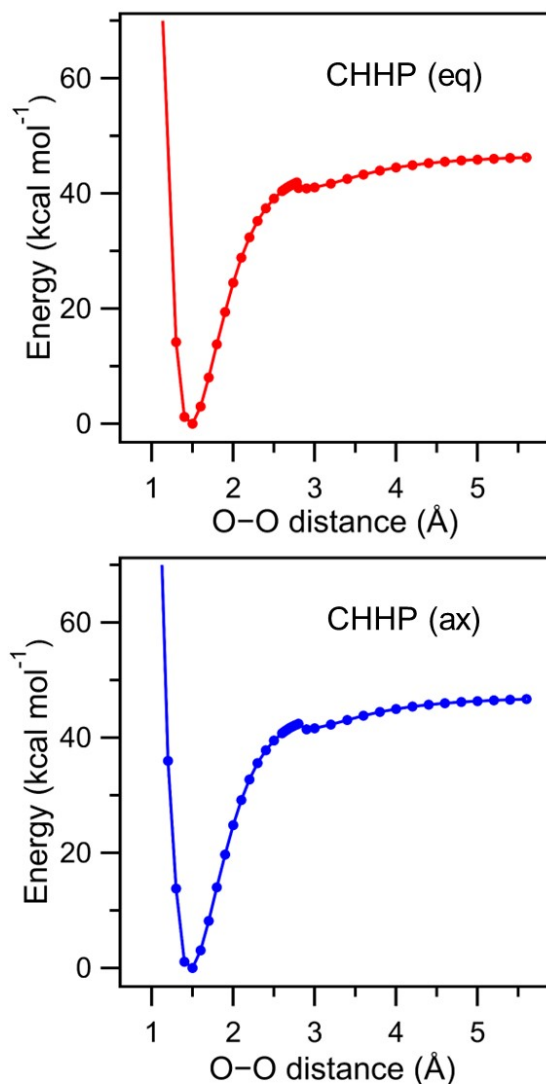 CHHP (eq)
Energy (kcal mol⁻¹)
60
40
20
0
1 2 3 4 5
O−O distance (Å)
CHHP (ax)
Energy (kcal mol⁻¹)
60
40
20
0
1 2 3 4 5
O−O distance (Å)